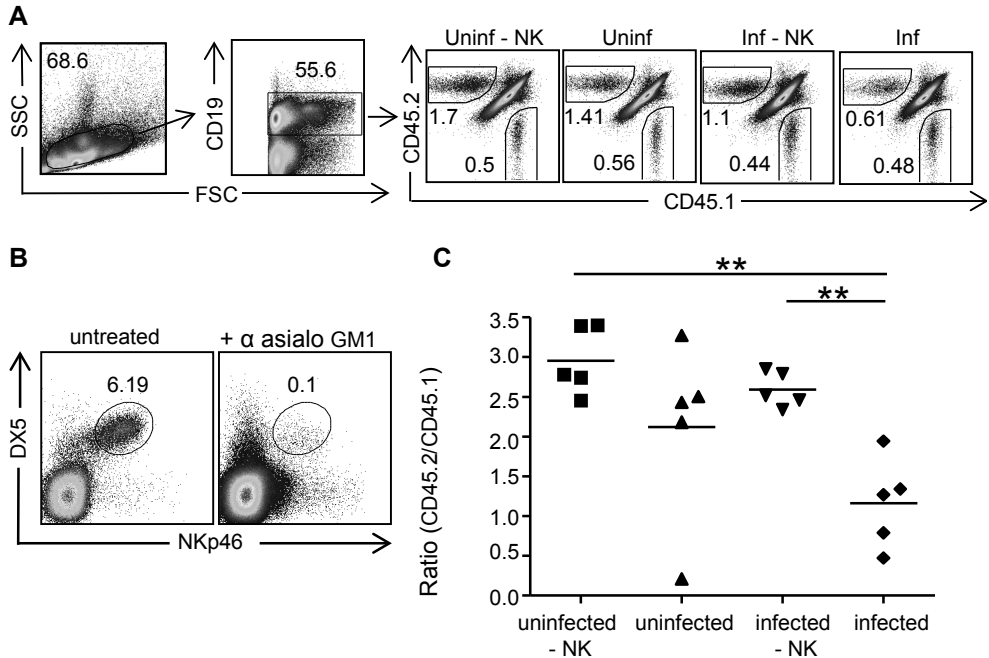 A
68.6
SSC
FSC
55.6
CD19
Uninf - NK
Uninf
Inf - NK
Inf
CD45.2
1.7
0.5
1.41
0.56
1.1
0.44
0.61
0.48
CD45.1
B
untreated
+ α asialo GM1
6.19
0.1
DX5
NKp46
C
**
**
Ratio (CD45.2/CD45.1)
3.5
3.0
2.5
2.0
1.5
1.0
0.5
0.0
uninfected
- NK
uninfected
infected
- NK
infected